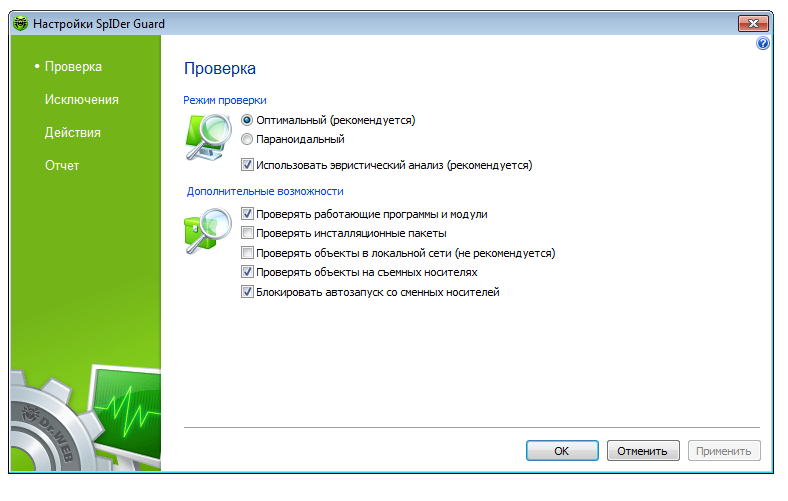 Настройки SpIDer Guard
Проверка
Исключения
Действия
Отчет
Проверка
Режим проверки
Оптимальный (рекомендуется)
Параноидальный
Использовать эвристический анализ (рекомендуется)
Дополнительные возможности
Проверять работающие программы и модули
Проверять инсталляционные пакеты
Проверять объекты в локальной сети (не рекомендуется)
Проверять объекты на съемных носителях
Блокировать автозапуск со сменных носителей
Dr.WEB
OK
Отменить
Применить